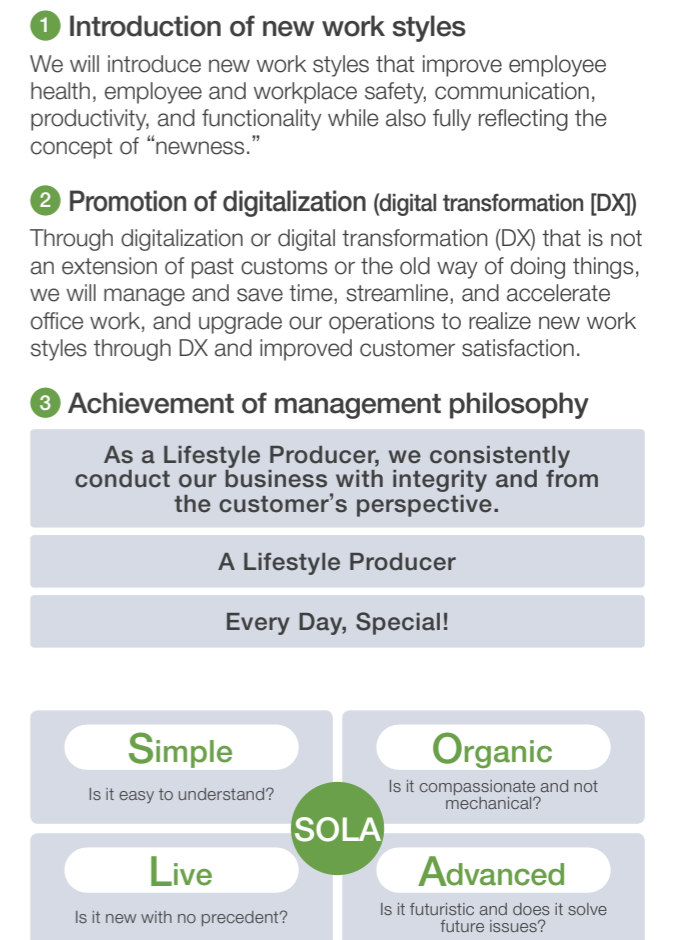 1 Introduction of new work styles
We will introduce new work styles that improve employee
health, employee and workplace safety, communication,
productivity, and functionality while also fully reflecting the
concept of “newness.”
2 Promotion of digitalization (digital transformation [DX])
Through digitalization or digital transformation (DX) that is not
an extension of past customs or the old way of doing things,
we will manage and save time, streamline, and accelerate
office work, and upgrade our operations to realize new work
styles through DX and improved customer satisfaction.
3 Achievement of management philosophy
As a Lifestyle Producer, we consistently
conduct our business with integrity and from
the customer’s perspective.
A Lifestyle Producer
Every Day, Special!
Simple
Is it easy to understand?
Organic
Is it compassionate and not
mechanical?
SOLA
Live
Is it new with no precedent?
Advanced
Is it futuristic and does it solve
future issues?